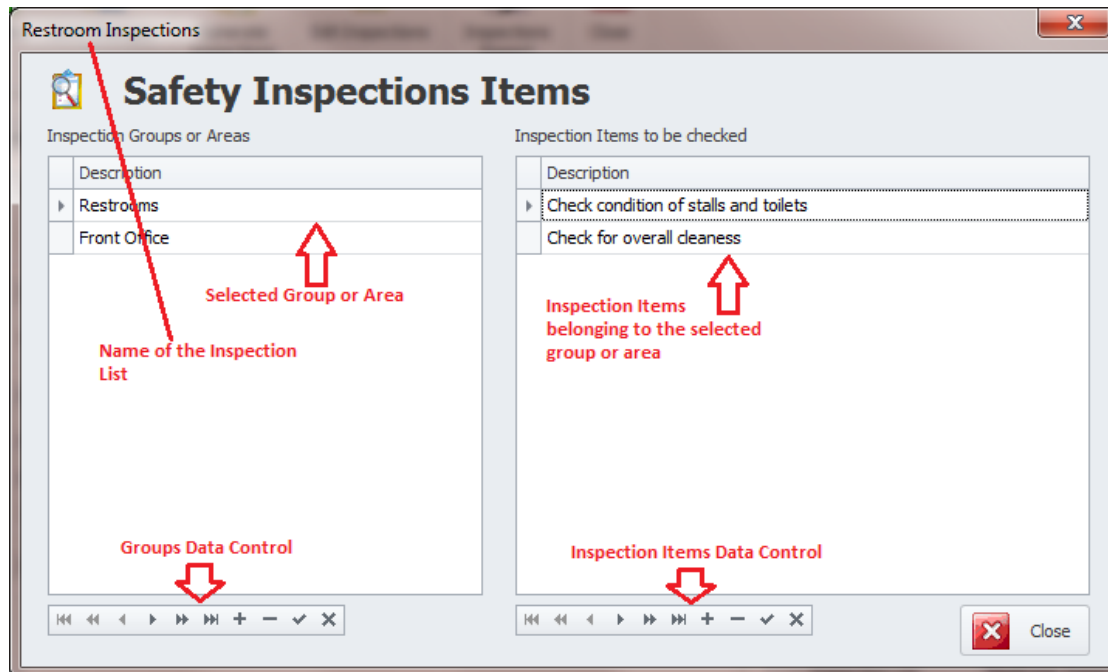 Restroom Inspections
Safety Inspections Items
Inspection Groups or Areas
Description
Restrooms
Front Office
Selected Group or Area
Name of the Inspection
List
Groups Data Control
Inspection Items to be checked
Description
Check condition of stalls and toilets
Check for overall cleaness
Inspection Items
belonging to the selected
group or area
Inspection Items Data Control
Close